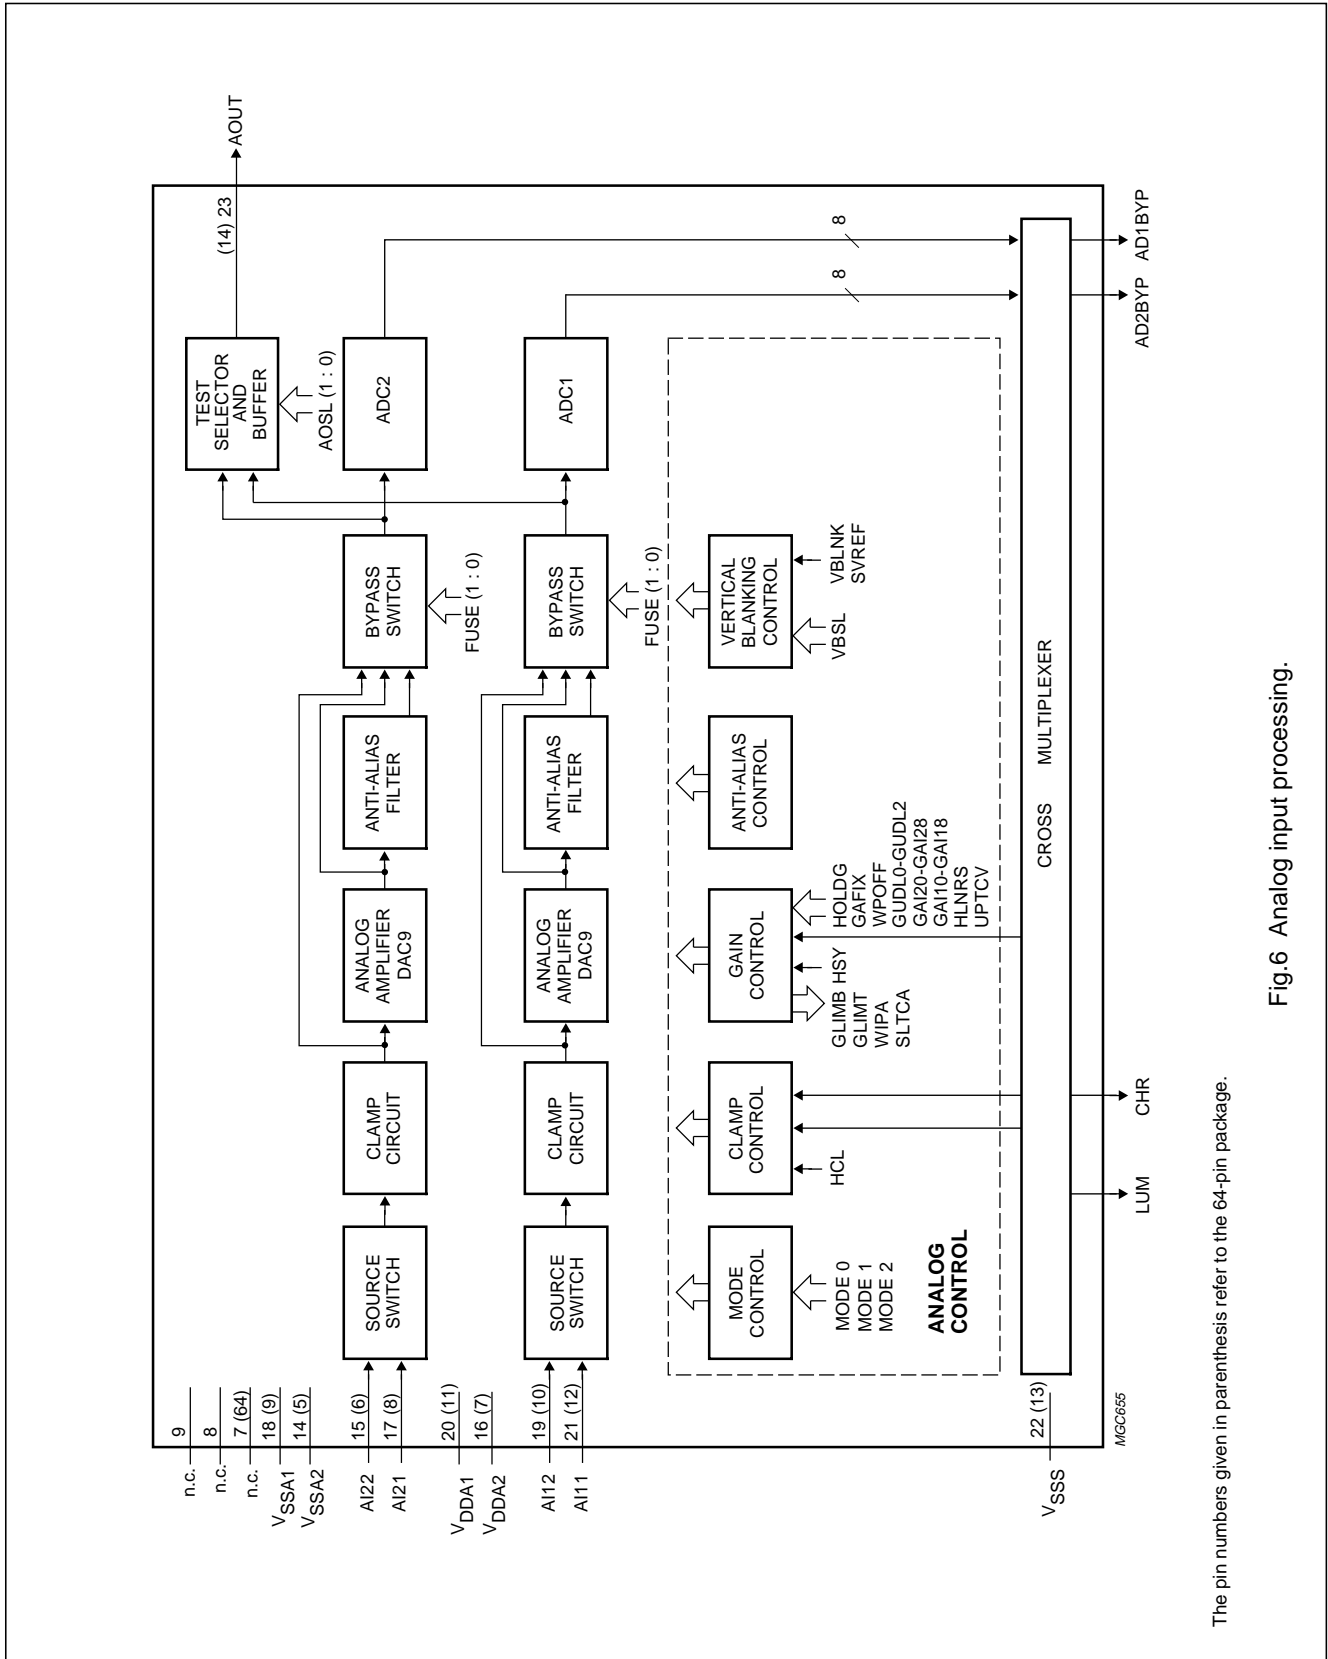 n.c.
9
n.c.
8
n.c.
7 (64)
VSSA1
18 (9)
VSSA2
14 (5)
AI22
15 (6)
AI21
17 (8)
VDDA1
20 (11)
VDDA2
16 (7)
AI12
19 (10)
AI11
21 (12)
VSSS
22 (13)
SOURCE
SWITCH
CLAMP
CIRCUIT
ANALOG
AMPLIFIER
DAC9
ANTI-ALIAS
FILTER
BYPASS
SWITCH
FUSE (1 : 0)
TEST
SELECTOR
AND
BUFFER
AOSL (1 : 0)
(14) 23
AOUT
ADC2
SOURCE
SWITCH
CLAMP
CIRCUIT
ANALOG
AMPLIFIER
DAC9
ANTI-ALIAS
FILTER
BYPASS
SWITCH
FUSE (1 : 0)
ADC1
8
8
MODE
CONTROL
MODE 0
MODE 1
MODE 2
CLAMP
CONTROL
HCL
GAIN
CONTROL
GLIMB
GLIMT
WIPA
SLTCA
HSY
HOLDG
GAFIX
WPOFF
GUDL0-GUDL2
GAI20-GAI28
GAI10-GAI18
HLNRS
UPTCV
ANTI-ALIAS
CONTROL
VERTICAL
BLANKING
CONTROL
VBSL
VBLNK
SVREF
ANALOG
CONTROL
CROSS MULTIPLEXER
MGC655
LUM
CHR
AD2BYP
AD1BYP
The pin numbers given in parenthesis refer to the 64-pin package.
Fig.6 Analog input processing.